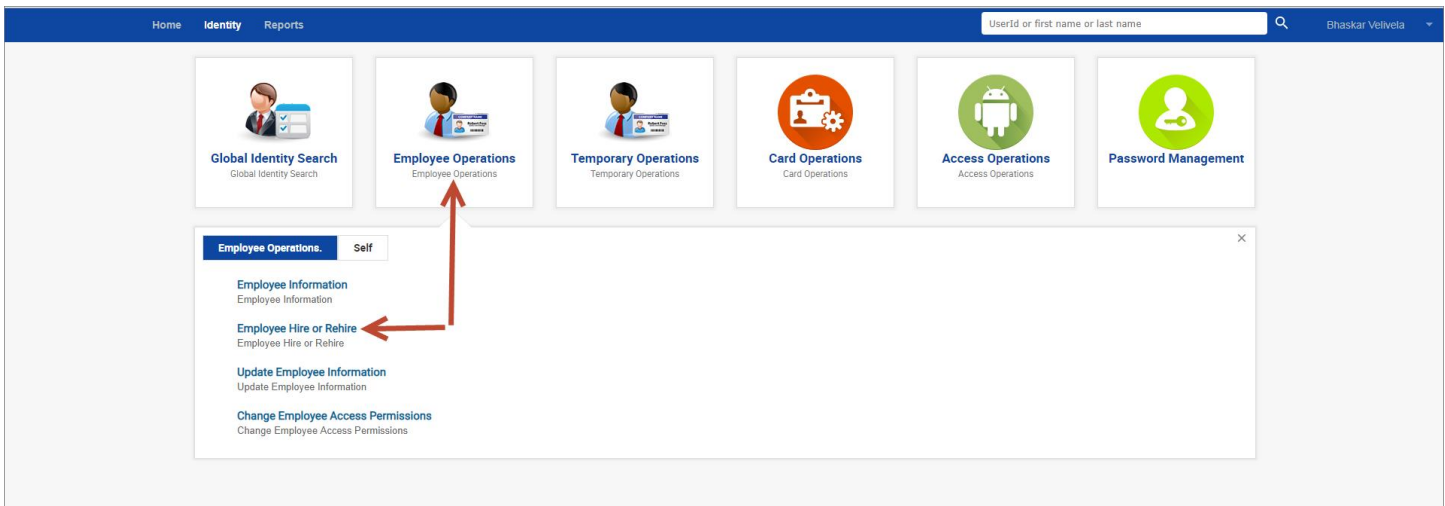 Home Identity Reports UserId or first name or last name Bhaskar Velivela
Global Identity Search
Global Identity Search
Employee Operations
Employee Operations
Temporary Operations
Temporary Operations
Card Operations
Card Operations
Access Operations
Access Operations
Password Management
Employee Operations. Self
Employee Information
Employee Information
Employee Hire or Rehire
Employee Hire or Rehire
Update Employee Information
Update Employee Information
Change Employee Access Permissions
Change Employee Access Permissions